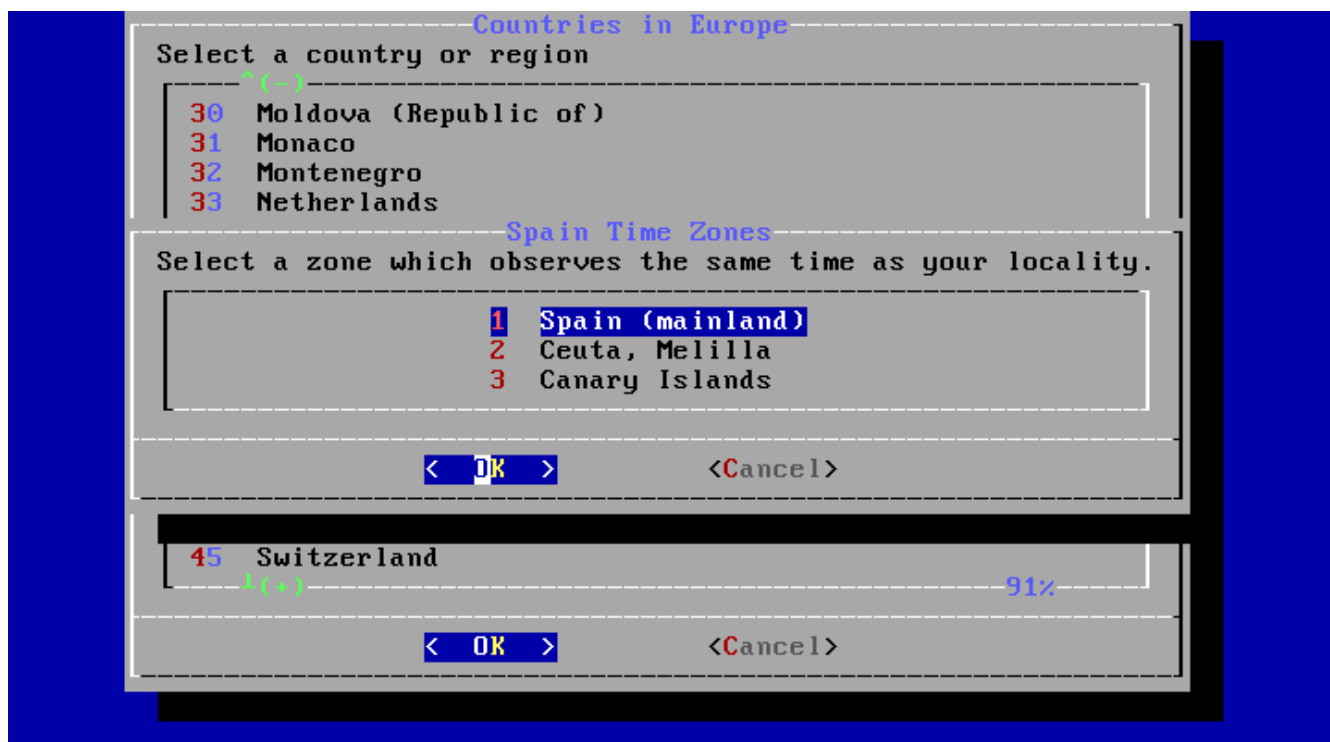 Countries in Europe
Select a country or region
^(-)
30 Moldova (Republic of)
31 Monaco
32 Montenegro
33 Netherlands
Spain Time Zones
Select a zone which observes the same time as your locality.
1 Spain (mainland)
2 Ceuta, Melilla
3 Canary Islands
< OK > <Cancel>
45 Switzerland
┴(+) 91%
< OK > <Cancel>